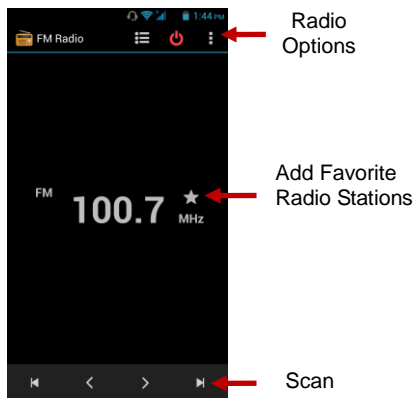 1:44 PM
FM Radio
Radio
Options
FM
100.7
MHz
Add Favorite
Radio Stations
Scan